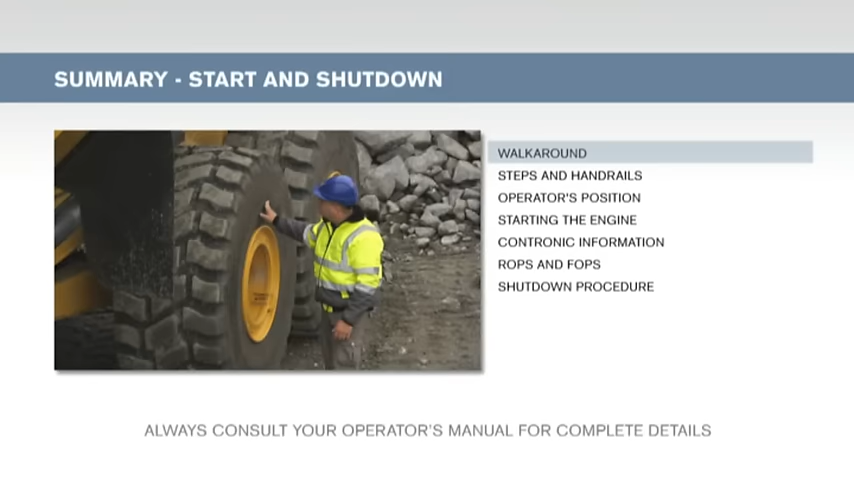 SUMMARY - START AND SHUTDOWN
WALKAROUND
STEPS AND HANDRAILS
OPERATOR'S POSITION
STARTING THE ENGINE
CONTRONIC INFORMATION
ROPS AND FOPS
SHUTDOWN PROCEDURE
ALWAYS CONSULT YOUR OPERATOR'S MANUAL FOR COMPLETE DETAILS